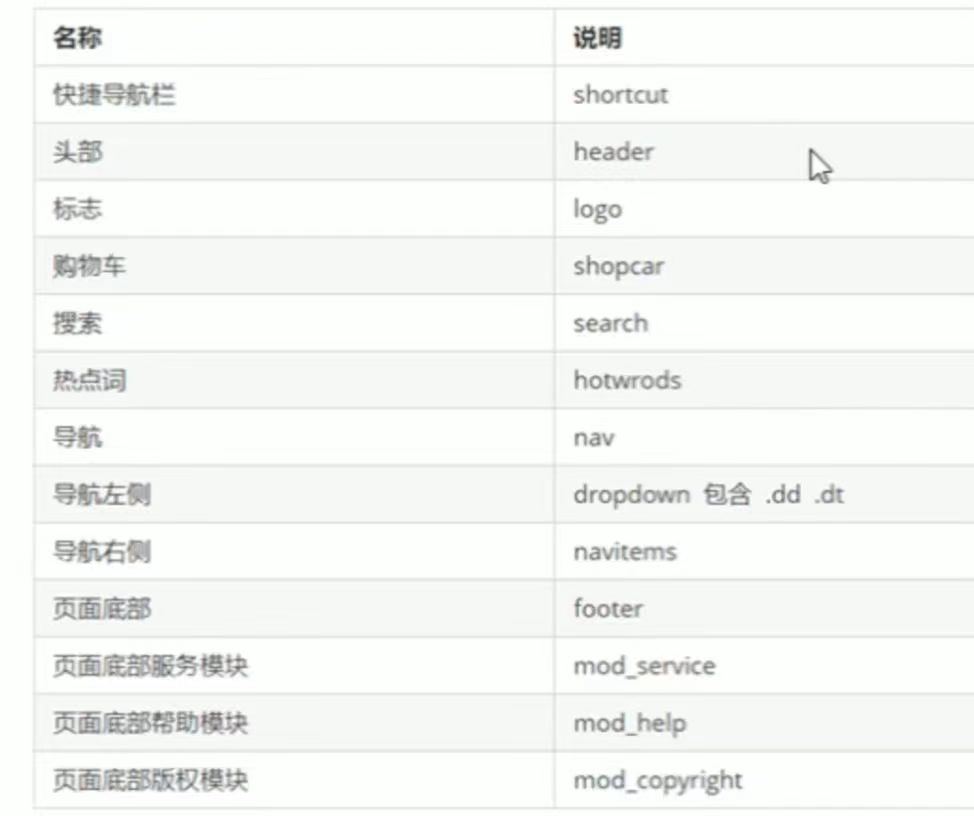 名称 说明
快捷导航栏 shortcut
头部 header
标志 logo
购物车 shopcar
搜索 search
热点词 hotwrods
导航 nav
导航左侧 dropdown 包含 .dd .dt
导航右侧 navitems
页面底部 footer
页面底部服务模块 mod_service
页面底部帮助模块 mod_help
页面底部版权模块 mod_copyright